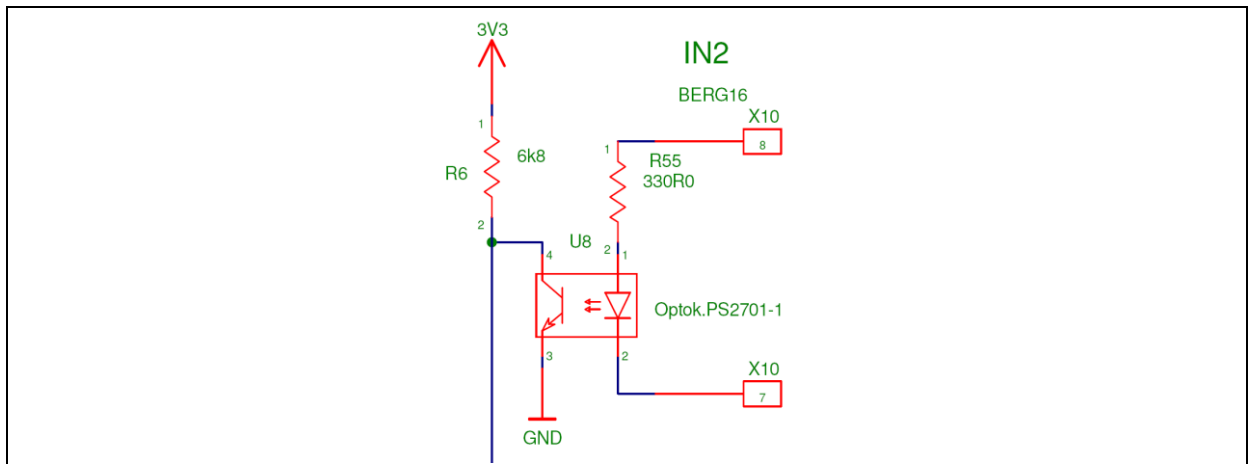 3V3
IN2
BERG16
X10
8
1
6k8
R6
2
1
R55
330R0
U8
2
1
4
Optok.PS2701-1
3
2
X10
7
GND